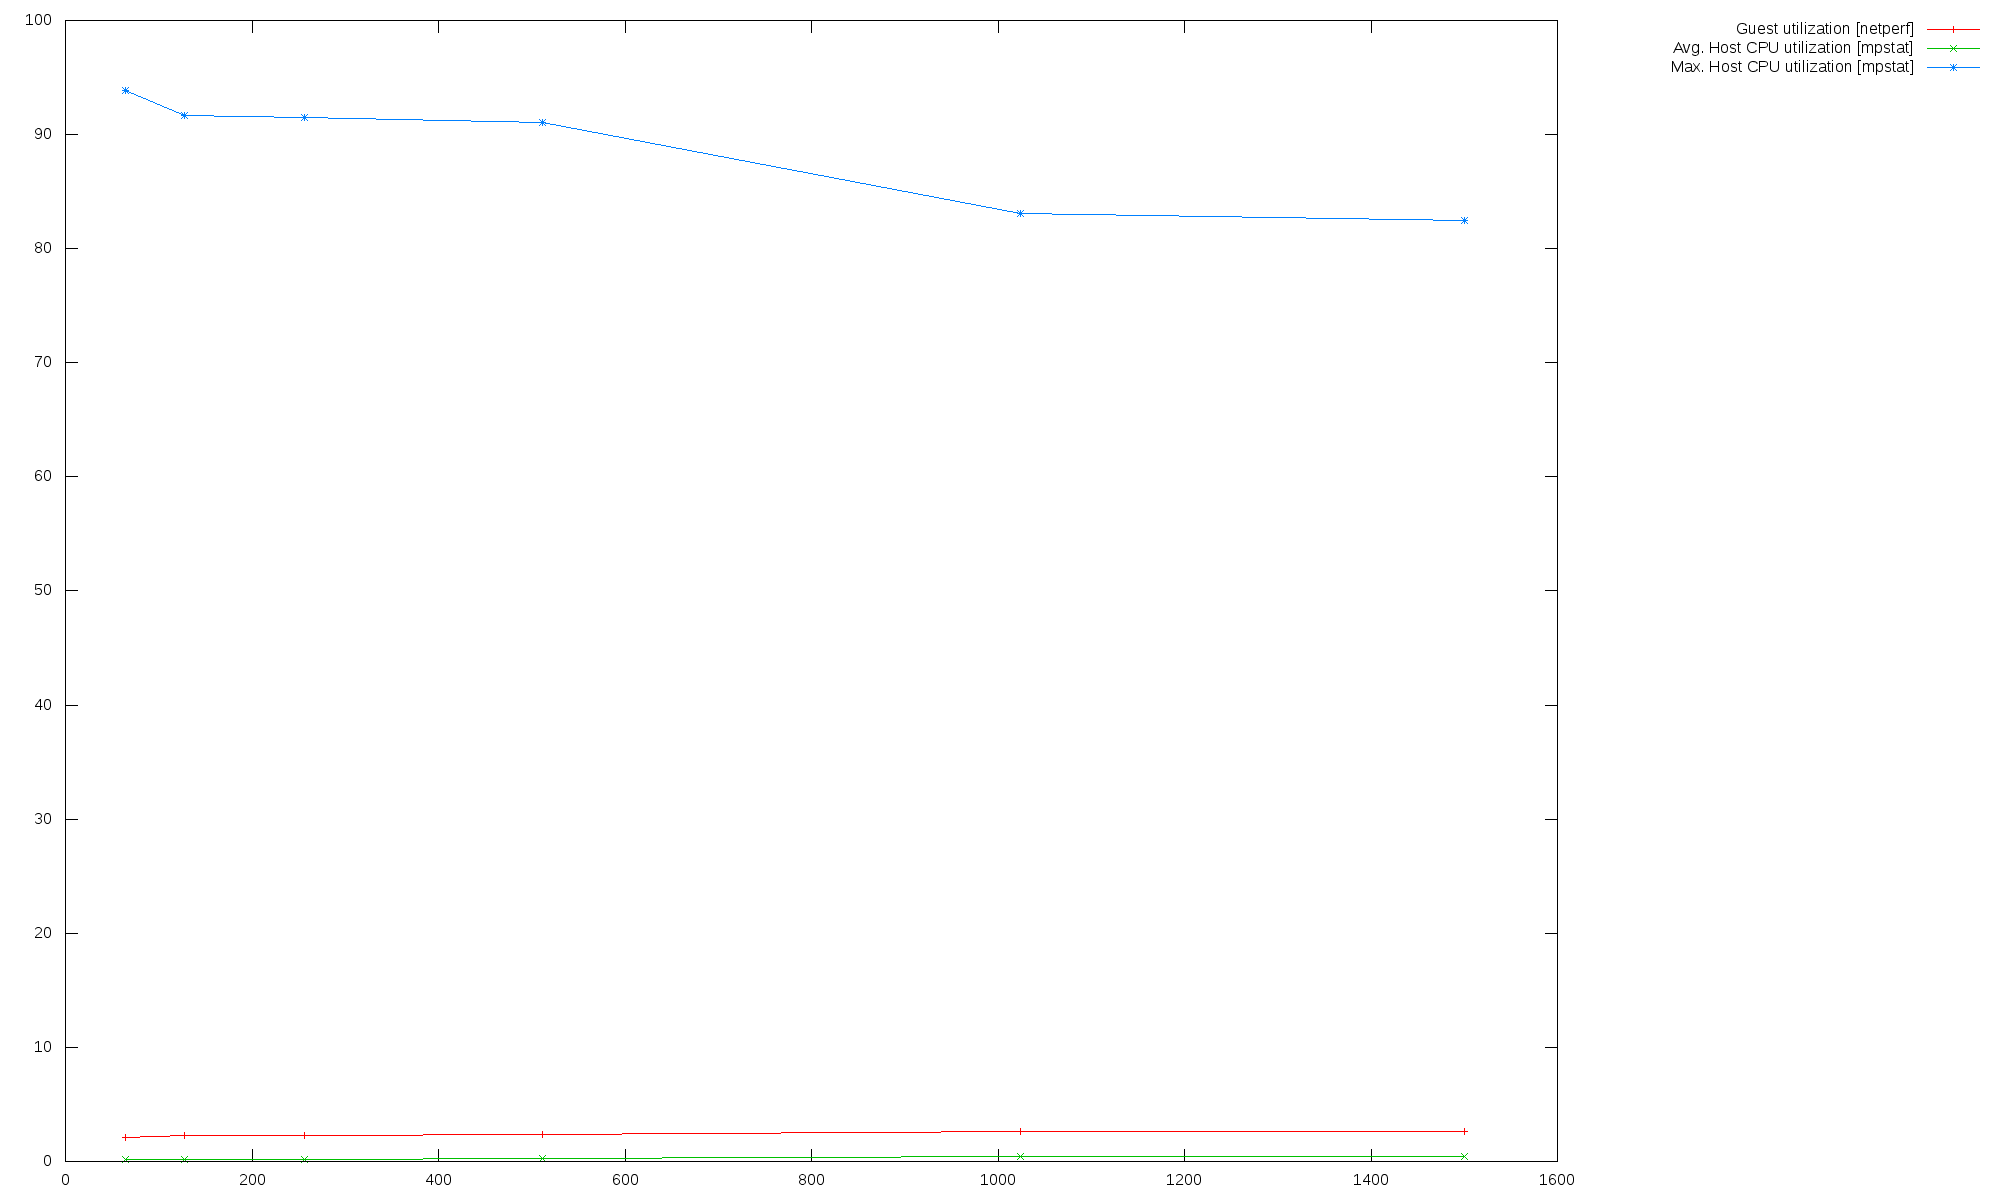 Guest utilization [netperf]
Avg. Host CPU utilization [mpstat]
Max. Host CPU utilization [mpstat]
100
90
80
70
60
50
40
30
20
10
0
0 200 400 600 800 1000 1200 1400 1600